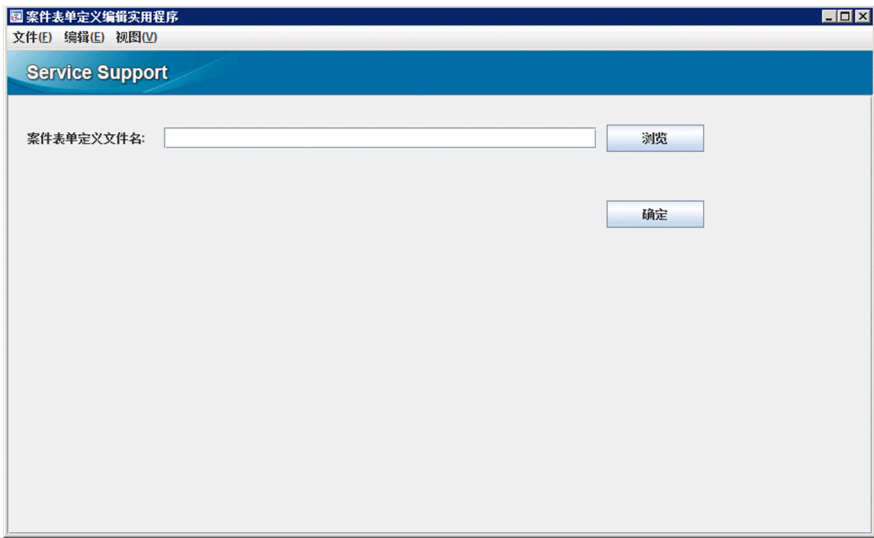 案件表单定义编辑实用程序
文件(F) 编辑(E) 视图(V)
Service Support
案件表单定义文件名: 浏览
确定